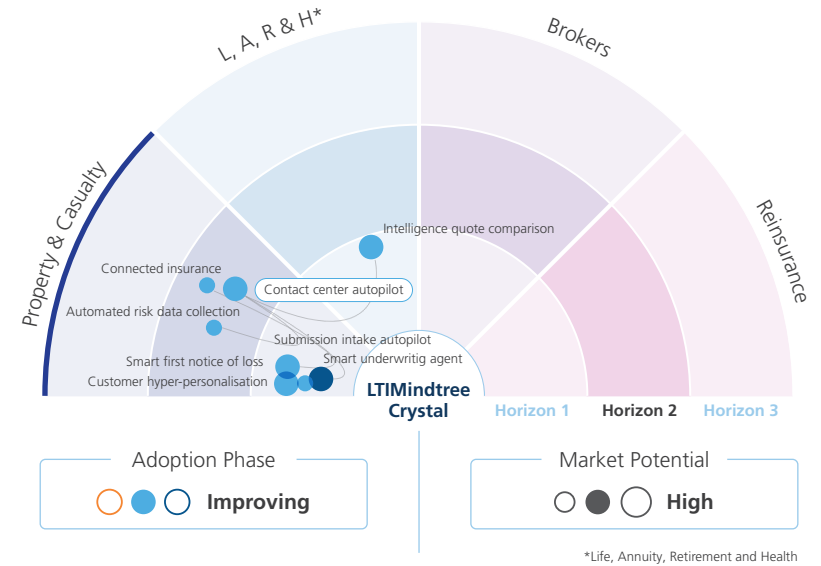 L, A, R & H*
Brokers
Property & Casualty
Reinsurance
Intelligence quote comparison
Connected insurance
Contact center autopilot
Automated risk data collection
Submission intake autopilot
Smart first notice of loss
Smart underwritig agent
Customer hyper-personalisation
LTIMindtree
Crystal
Horizon 1
Horizon 2
Horizon 3
Adoption Phase
Improving
Market Potential
High
*Life, Annuity, Retirement and Health